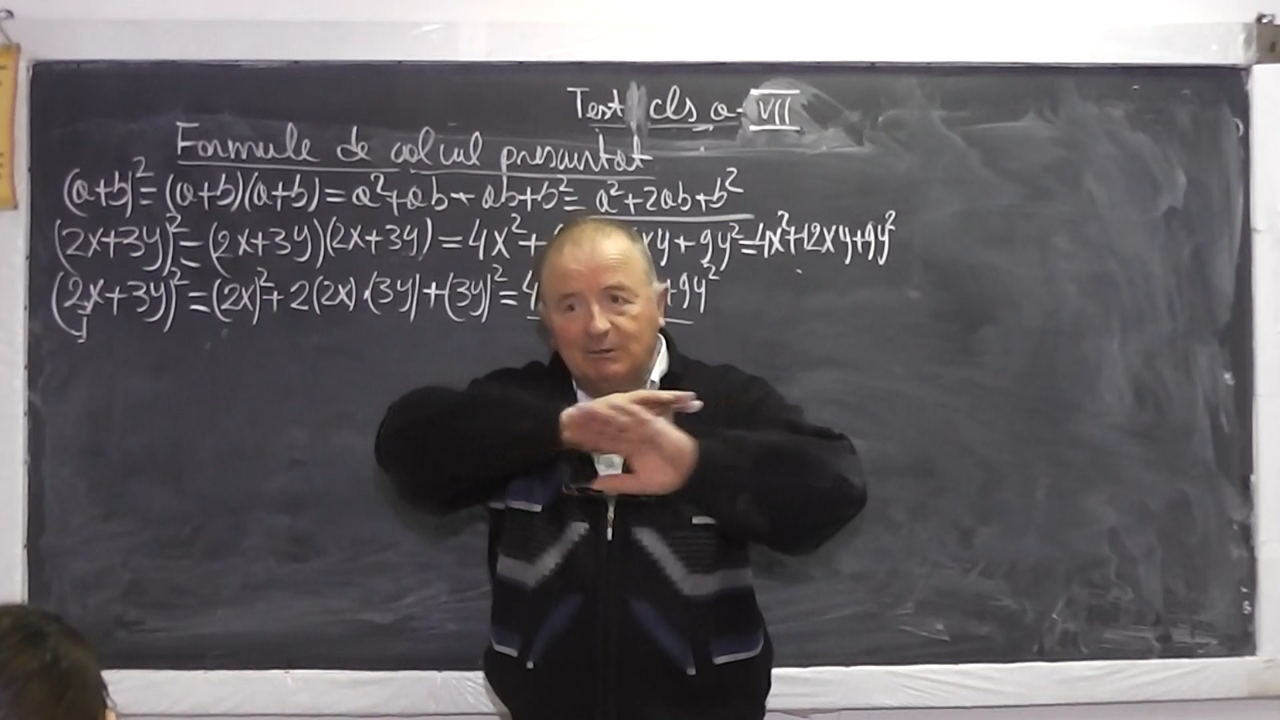 Test cls a-VII
Formule de calcul prescurtat
(a+b)²=(a+b)(a+b)=a²+ab+ab+b²=a²+2ab+b²
(2x+3y)²=(2x+3y)(2x+3y)=4x²+ xy+9y²=4x²+12xy+9y²
(2x+3y)²=(2x)²+2(2x)·(3y)+(3y)²=4 +9y²